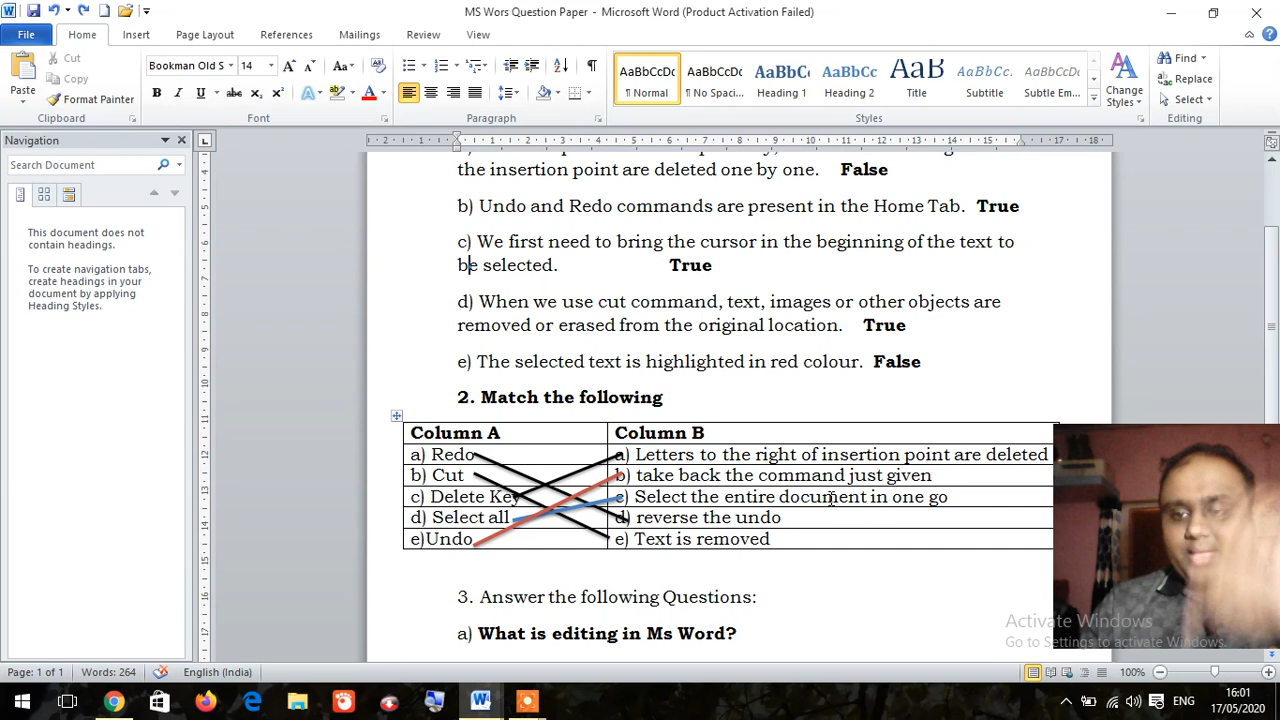 MS Wors Question Paper - Microsoft Word (Product Activation Failed)
File Home Insert Page Layout References Mailings Review View
Paste
Cut
Copy
Format Painter
Clipboard
Bookman Old S 14
Font
Paragraph
AaBbCcDc AaBbCcDc AaBbC AaBbCc AaB AaBbCcL AaBbCcDc
¶ Normal ¶ No Spaci... Heading 1 Heading 2 Title Subtitle Subtle Em...
Styles
Change
Styles
Find
Replace
Select
Editing
Navigation
Search Document
This document does not
contain headings.
To create navigation tabs,
create headings in your
document by applying
Heading Styles.
the insertion point are deleted one by one. False
b) Undo and Redo commands are present in the Home Tab. True
c) We first need to bring the cursor in the beginning of the text to
be selected. True
d) When we use cut command, text, images or other objects are
removed or erased from the original location. True
e) The selected text is highlighted in red colour. False
2. Match the following
Column A Column B
a) Redo a) Letters to the right of insertion point are deleted
b) Cut b) take back the command just given
c) Delete Key c) Select the entire document in one go
d) Select all d) reverse the undo
e)Undo e) Text is removed
3. Answer the following Questions:
a) What is editing in Ms Word?
Activate Windows
Go to Settings to activate Windows.
Page: 1 of 1 Words: 264 English (India) 100%
ENG
16:01
17/05/2020